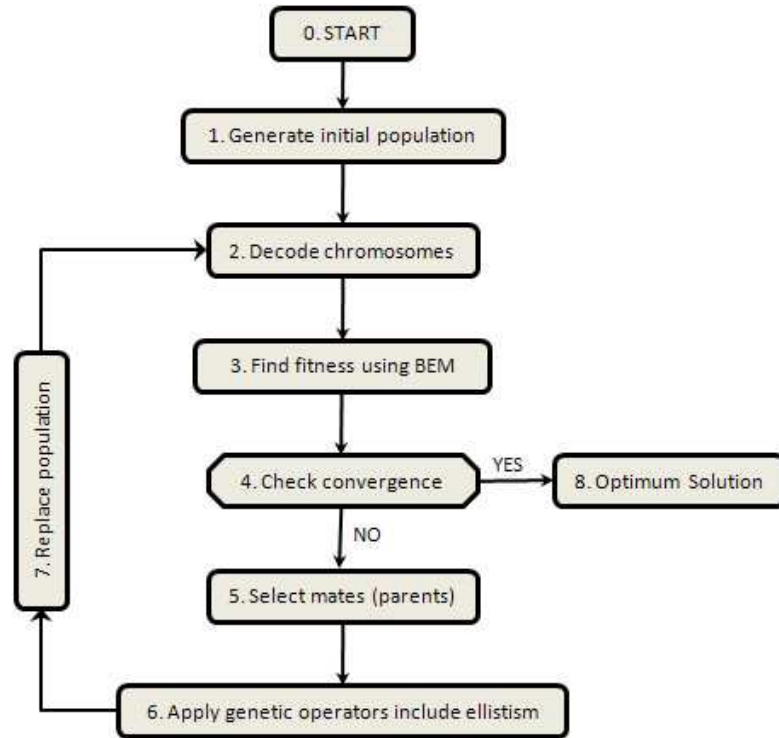 0. START
1. Generate initial population
2. Decode chromosomes
3. Find fitness using BEM
4. Check convergence
YES
8. Optimum Solution
NO
5. Select mates (parents)
6. Apply genetic operators include ellistism
7. Replace population